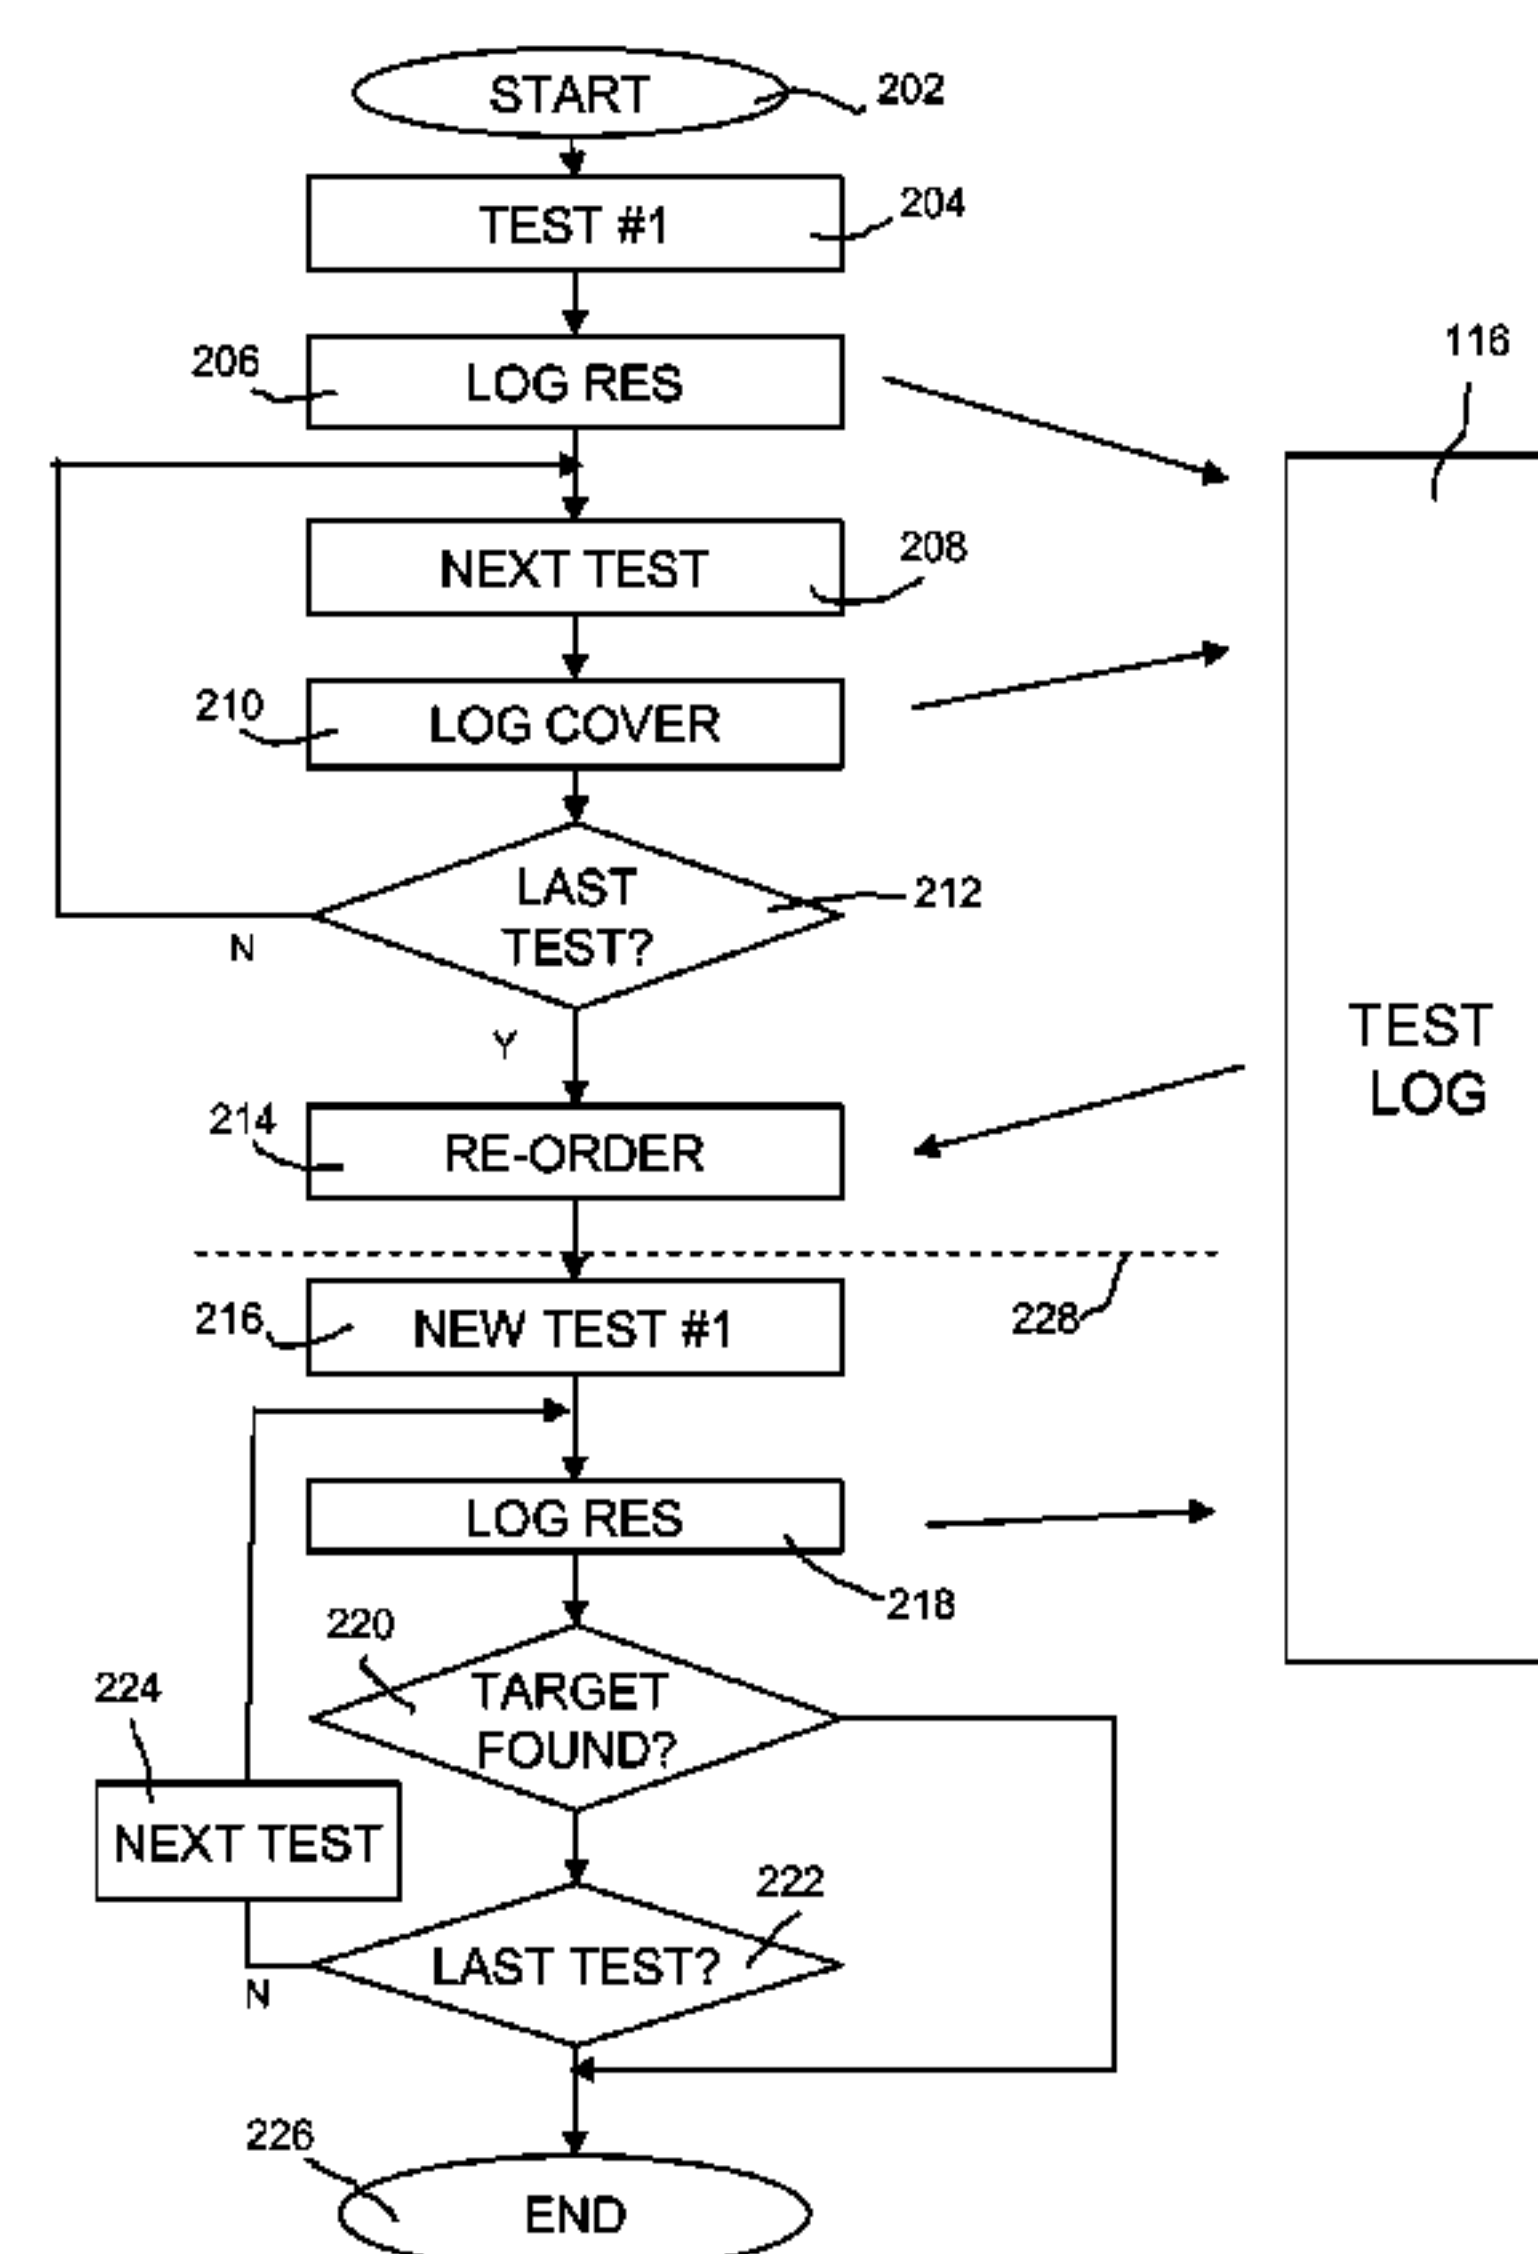 START
202
TEST #1
204
116
206
LOG RES
NEXT TEST
208
210
LOG COVER
LAST
TEST?
212
N
Y
TEST
LOG
214
RE-ORDER
216
NEW TEST #1
228
LOG RES
218
220
TARGET
FOUND?
224
NEXT TEST
222
LAST TEST?
N
226
END